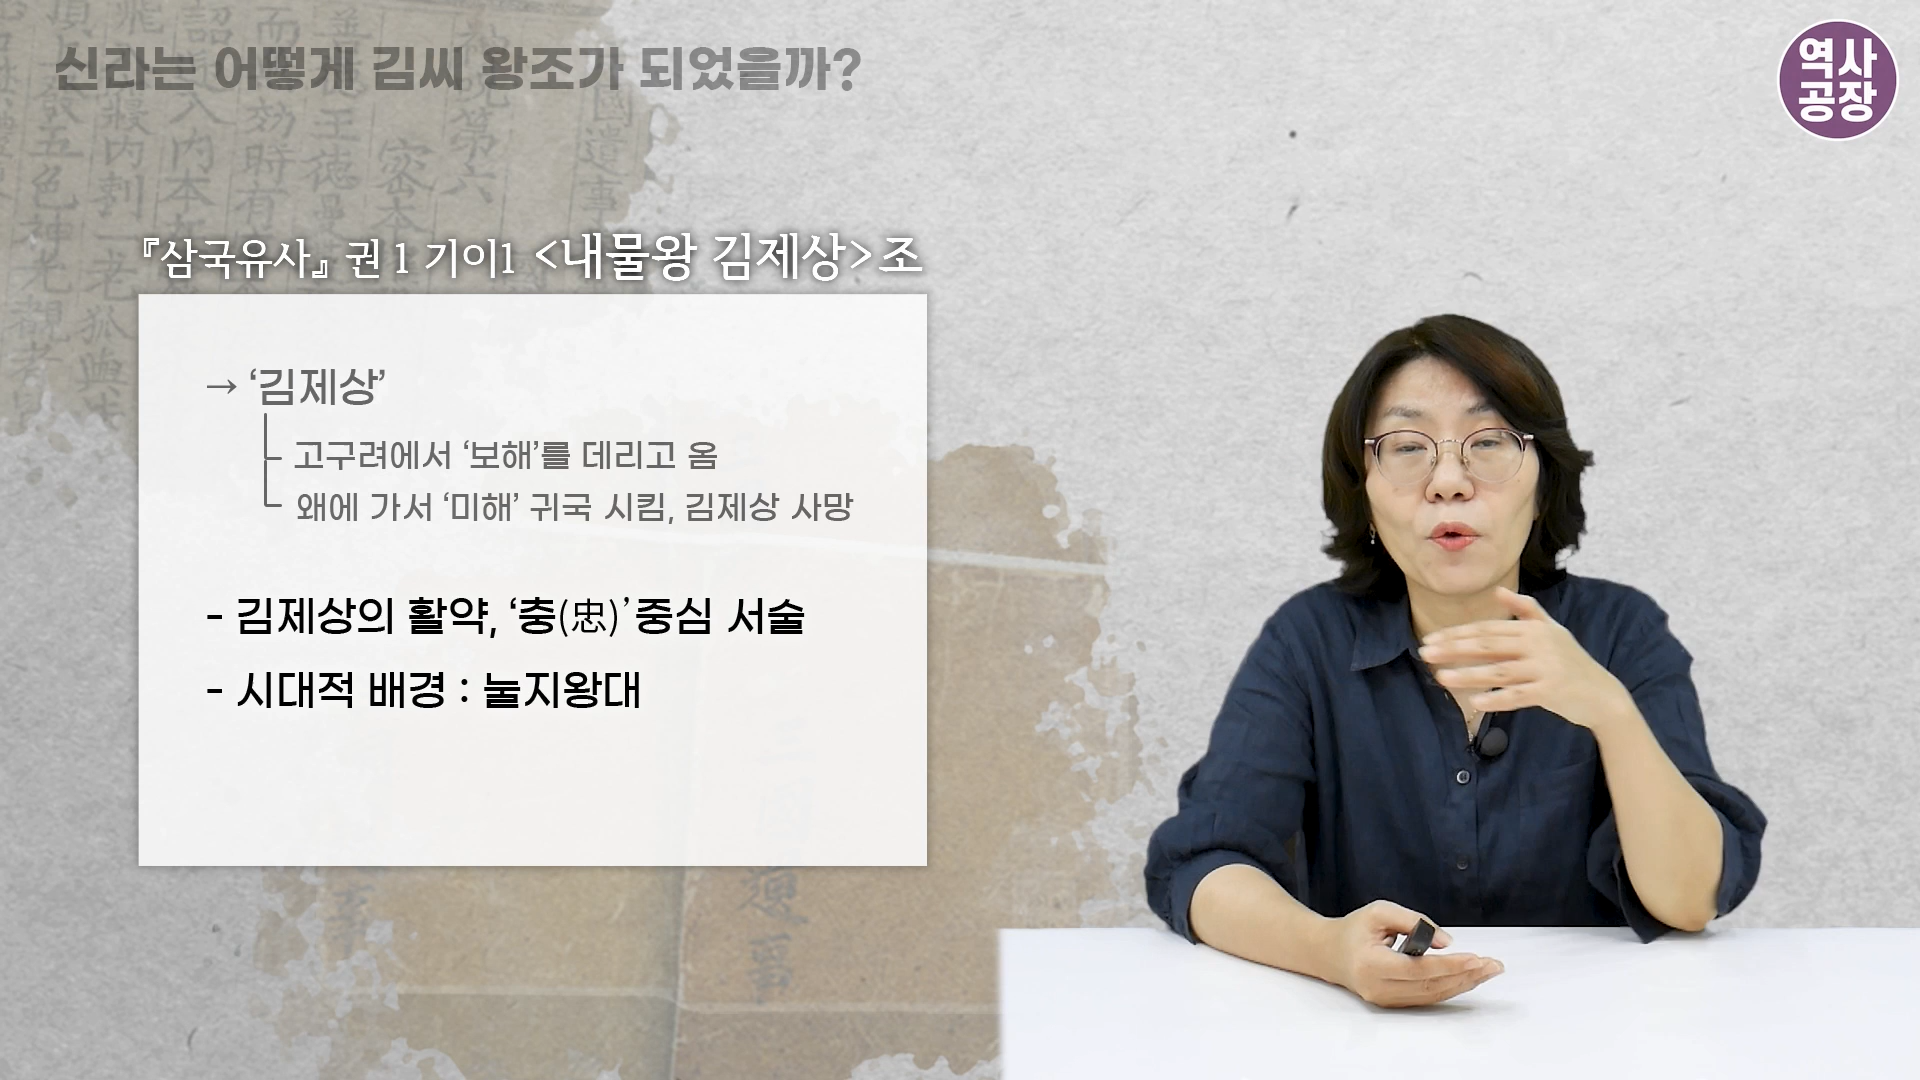 신라는 어떻게 김씨 왕조가 되었을까?
역사
공장
『삼국유사』 권 1 기이1 <내물왕 김제상>조
→ ‘김제상’
고구려에서 ‘보해’를 데리고 옴
왜에 가서 ‘미해’ 귀국 시킴, 김제상 사망
- 김제상의 활약, ‘충(忠)’중심 서술
- 시대적 배경 : 눌지왕대